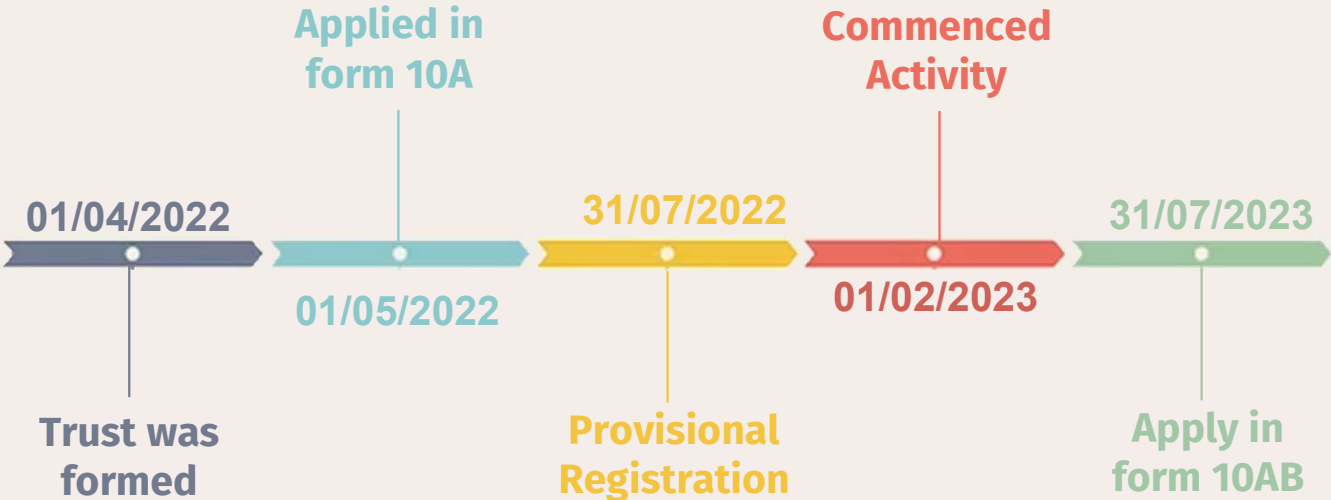 Applied in
form 10A
Commenced
Activity
01/04/2022
31/07/2022
31/07/2023
01/05/2022
01/02/2023
Trust was
formed
Provisional
Registration
Apply in
form 10AB